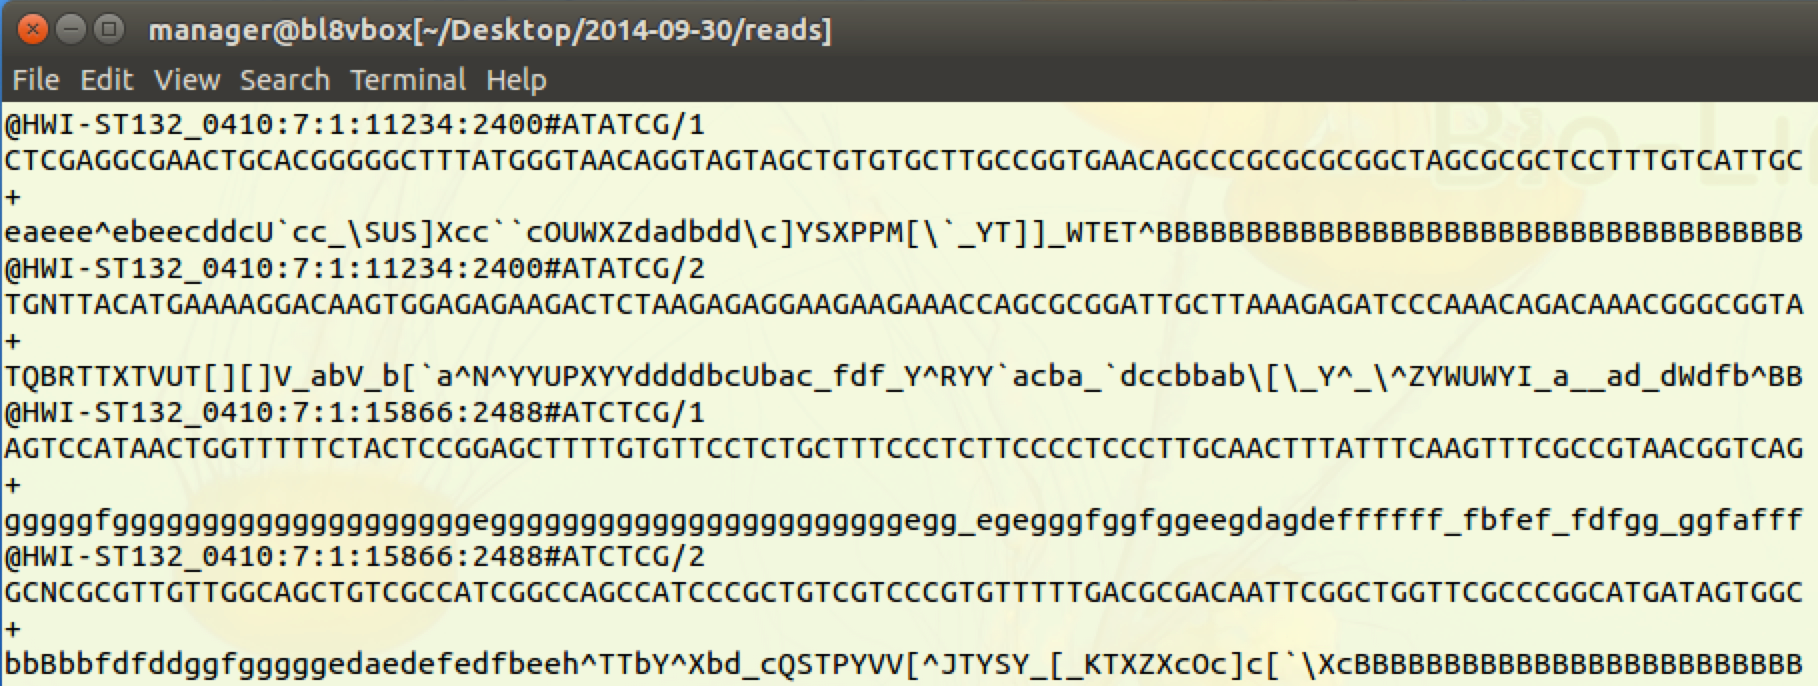 manager@bl8vbox[~/Desktop/2014-09-30/reads]
File Edit View Search Terminal Help
@HWI-ST132_0410:7:1:11234:2400#ATATCG/1
CTCGAGGCGAACTGCACGGGGGCTTTATGGGTAACAGGTAGTAGCTGTGTGCTTGCCGGTGAACAGCCCGCGCGCGGCTAGCGCGCTCCTTTGTCATTGC
+
eaeee^ebeecddcU`cc_\SUS]Xcc``cOUWXZdadbdd\c]YSXPPM[\`_YT]]_WTET^BBBBBBBBBBBBBBBBBBBBBBBBBBBBBBBBBBBB
@HWI-ST132_0410:7:1:11234:2400#ATATCG/2
TGNTTACATGAAAAGGACAAGTGGAGAGAAGACTCTAAGAGAGGAAGAAGAAACCAGCGCGGATTGCTTAAAGAGATCCCAAACAGACAAACGGGCGGTA
+
TQBRTTXTVUT[][]V_abV_b[`a^N^YYUPXYYddddbcUbac_fdf_Y^RYY`acba_`dccbbab\[\_Y^_\^ZYWUWYI_a__ad_dWdfb^BB
@HWI-ST132_0410:7:1:15866:2488#ATCTCG/1
AGTCCATAACTGGTTTTTCTACTCCGGAGCTTTTGTGTTCCTCTGCTTTCCCTCTTCCCCTCCCTTGCAACTTTATTTCAAGTTTCGCCGTAACGGTCAG
+
gggggfggggggggggggggggggggegggggggggggggggggggggggegg_egegggfggfggeegdagdeffffff_fbfef_fdfgg_ggfafff
@HWI-ST132_0410:7:1:15866:2488#ATCTCG/2
GCNCGCGTTGTTGGCAGCTGTCGCCATCGGCCAGCCATCCCGCTGTCGTCCCGTGTTTTTGACGCGACAATTCGGCTGGTTCGCCCGGCATGATAGTGGC
+
bbBbbfdfddggfgggggedaedefedfbeeh^TTbY^Xbd_cQSTPYVV[^JTYSY_[_KTXZXcOc]c[`\XcBBBBBBBBBBBBBBBBBBBBBBBBB